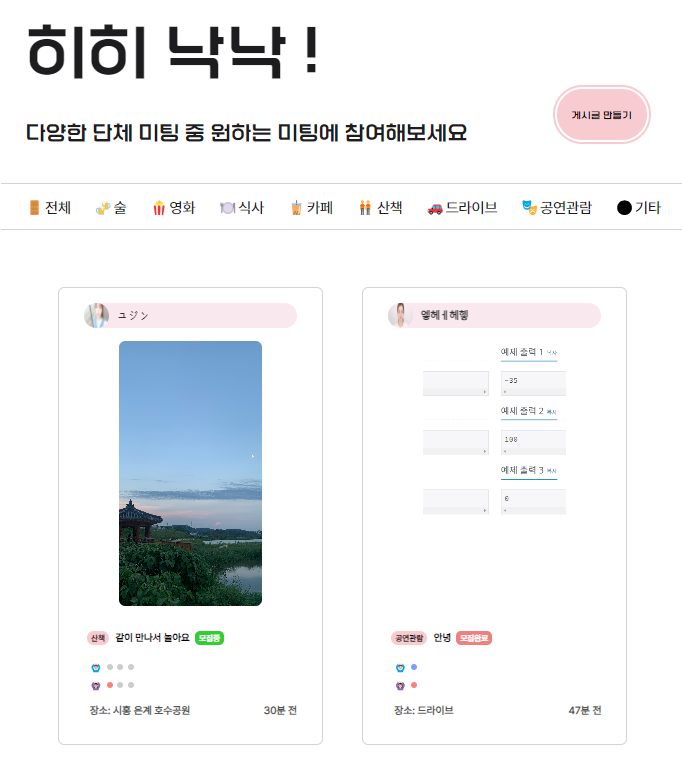 히히 낙낙 !
다양한 단체 미팅 중 원하는 미팅에 참여해보세요
게시글 만들기
전체 술 영화 식사 카페 산책 드라이브 공연관람 기타
ユジン
예제 출력 1 복사
-35
예제 출력 2 복사
100
예제 출력 3 복사
0
산책 같이 만나서 놀아요 모집중
장소: 시흥 은계 호수공원 30분 전
공연관람 안녕 모집완료
장소: 드라이브 47분 전